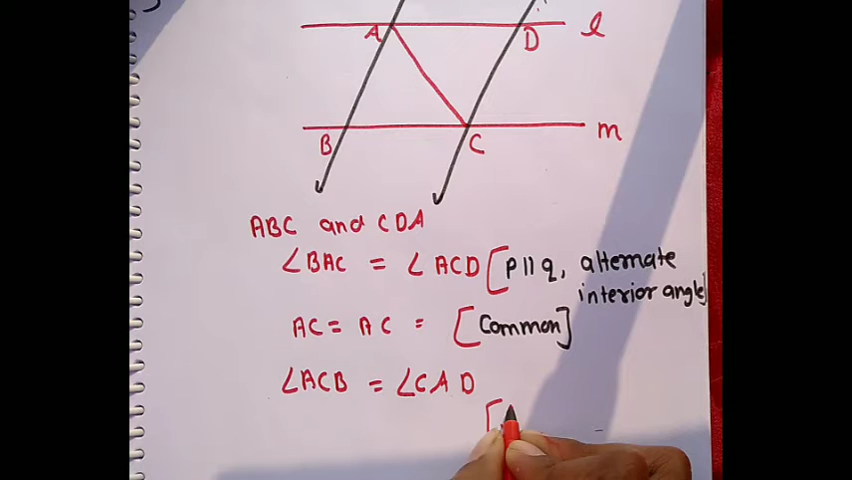 A D l
B C m
ABC and CDA
∠BAC = ∠ACD [p || q, alternate
interior angle]
AC = AC = [Common]
∠ACB = ∠CAD
[